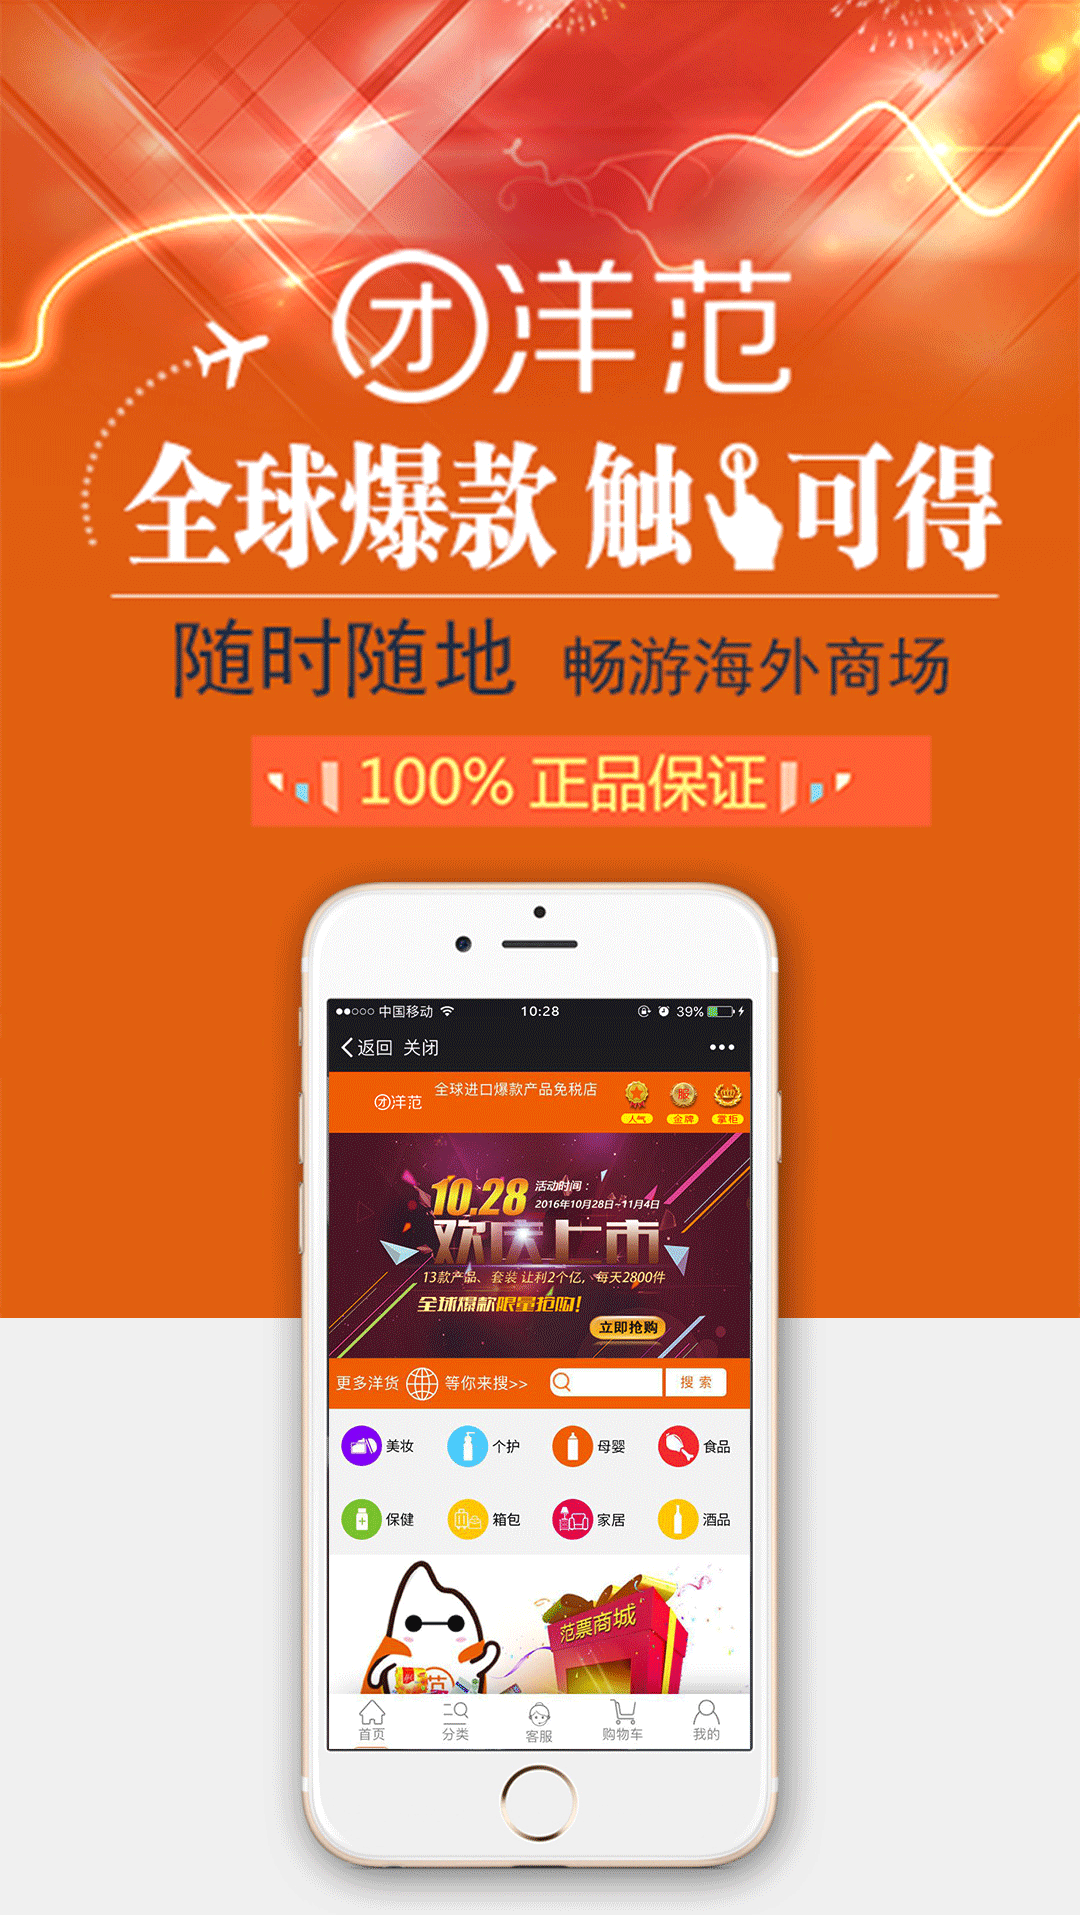 团洋范
全球爆款 触 可得
随时随地 畅游海外商场
100% 正品保证
中国移动 10:28 39%
返回 关闭
团洋范 全球进口爆款产品免税店
人气 服 金牌 掌柜
10.28 活动时间：
2016年10月28日~11月4日
欢庆上市
13款产品、套装 让利2个亿，每天2800件
全球爆款限量抢购！
立即抢购
更多洋货 等你来搜>> 搜 索
美妆 个护 母婴 食品
保健 箱包 家居 酒品
范票商城
范
首页 分类 客服 购物车 我的